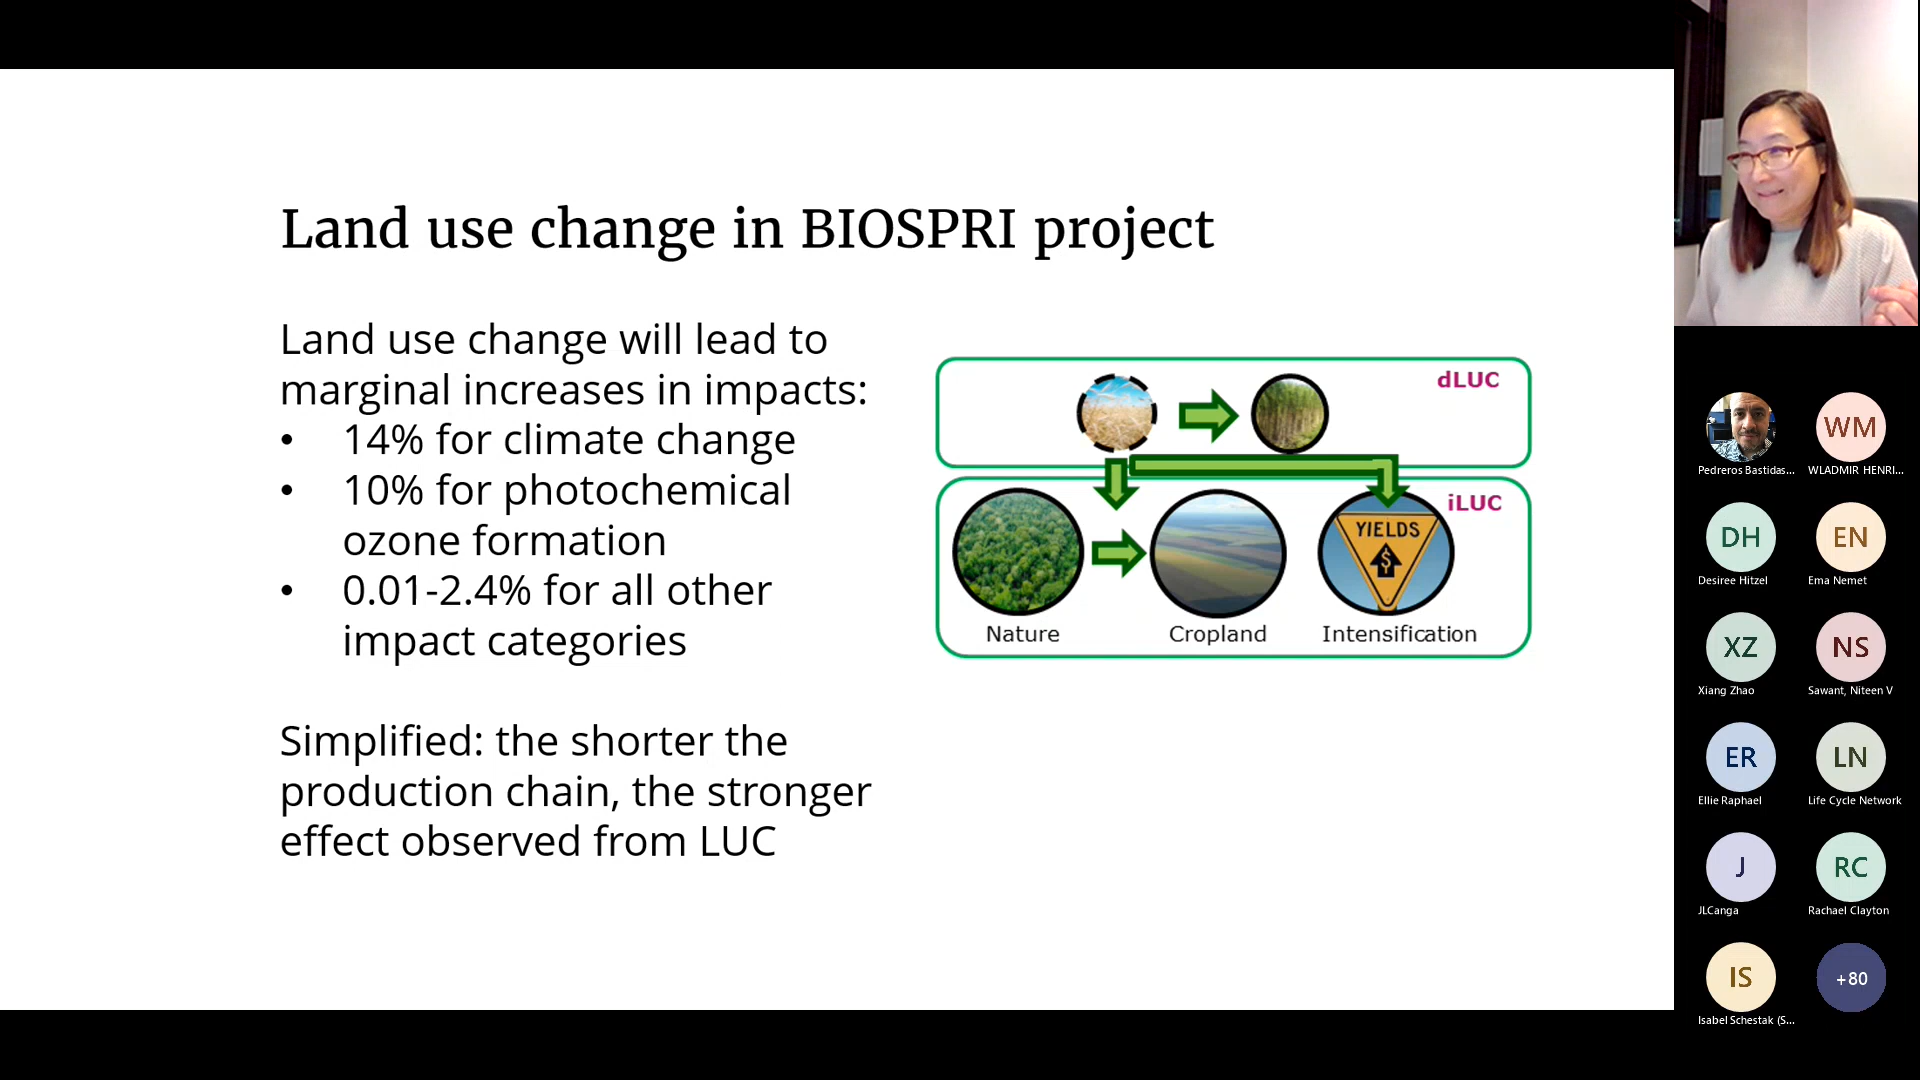 Land use change in BIOSPRI project
Land use change will lead to
marginal increases in impacts:
• 14% for climate change
• 10% for photochemical
ozone formation
• 0.01-2.4% for all other
impact categories
Simplified: the shorter the
production chain, the stronger
effect observed from LUC
dLUC
iLUC
YIELDS
$
Nature
Cropland
Intensification
Pedreros Bastidas...
WM
WLADMIR HENRI...
DH
Desiree Hitzel
EN
Ema Nemet
XZ
Xiang Zhao
NS
Sawant, Niteen V
ER
Ellie Raphael
LN
Life Cycle Network
J
JLCanga
RC
Rachael Clayton
IS
Isabel Schestak (S...
+80